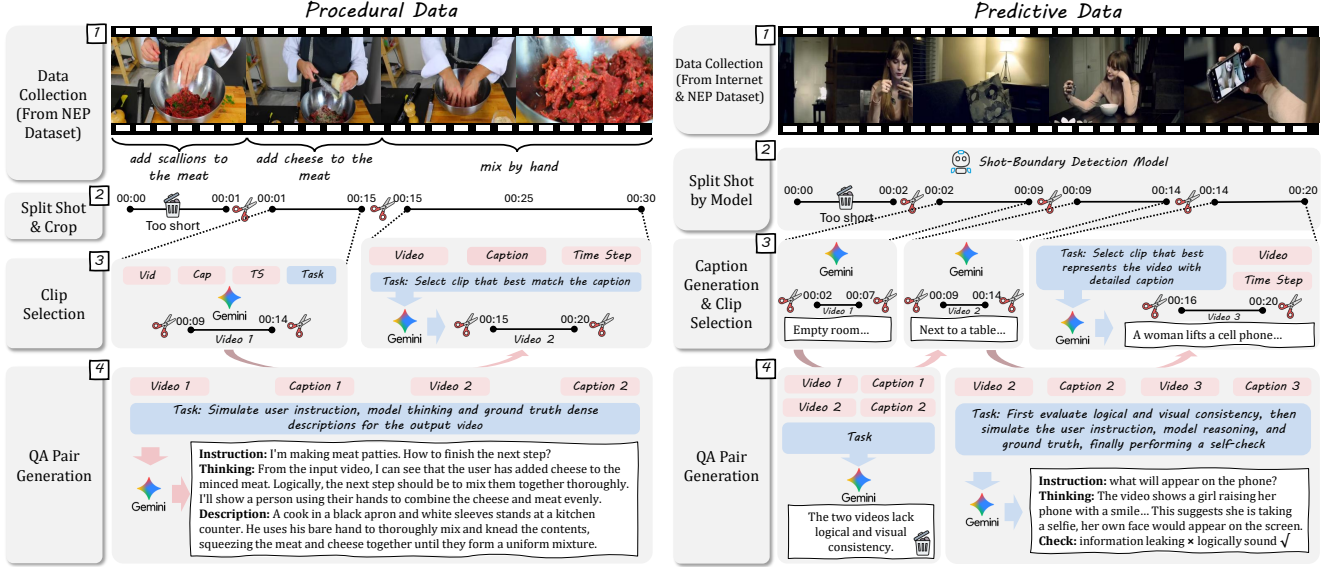 Procedural Data
1
Data
Collection
(From NEP
Dataset)
add scallions to
the meat
add cheese to the
meat
mix by hand
2
Split Shot
& Crop
00:00
00:01
00:01
00:15
00:15
00:25
00:30
Too short
3
Clip
Selection
Vid
Cap
TS
Task
Gemini
00:09
00:14
Video 1
Video
Caption
Time Step
Task: Select clip that best match the caption
Gemini
00:15
00:20
Video 2
4
QA Pair
Generation
Video 1
Caption 1
Video 2
Caption 2
Task: Simulate user instruction, model thinking and ground truth dense
descriptions for the output video
Gemini
Instruction: I'm making meat patties. How to finish the next step?
Thinking: From the input video, I can see that the user has added cheese to the
minced meat. Logically, the next step should be to mix them together thoroughly.
I'll show a person using their hands to combine the cheese and meat evenly.
Description: A cook in a black apron and white sleeves stands at a kitchen
counter. He uses his bare hand to thoroughly mix and knead the contents,
squeezing the meat and cheese together until they form a uniform mixture.
Predictive Data
1
Data Collection
(From Internet
& NEP Dataset)
2
Split Shot
by Model
Shot-Boundary Detection Model
00:00
00:02
00:02
00:09
00:09
00:14
00:14
00:20
Too short
3
Caption
Generation
& Clip
Selection
Gemini
00:02
00:07
Video 1
Empty room...
Gemini
00:09
00:14
Video 2
Next to a table...
Task: Select clip that best
represents the video with
detailed caption
Video
Time Step
Gemini
00:16
00:20
Video 3
A woman lifts a cell phone...
4
QA Pair
Generation
Video 1
Caption 1
Video 2
Caption 2
Task
Gemini
The two videos lack
logical and visual
consistency.
Video 2
Caption 2
Video 3
Caption 3
Task: First evaluate logical and visual consistency, then
simulate the user instruction, model reasoning, and
ground truth, finally performing a self-check
Gemini
Instruction: what will appear on the phone?
Thinking: The video shows a girl raising her
phone with a smile... This suggests she is taking
a selfie, her own face would appear on the screen.
Check: information leaking × logically sound √